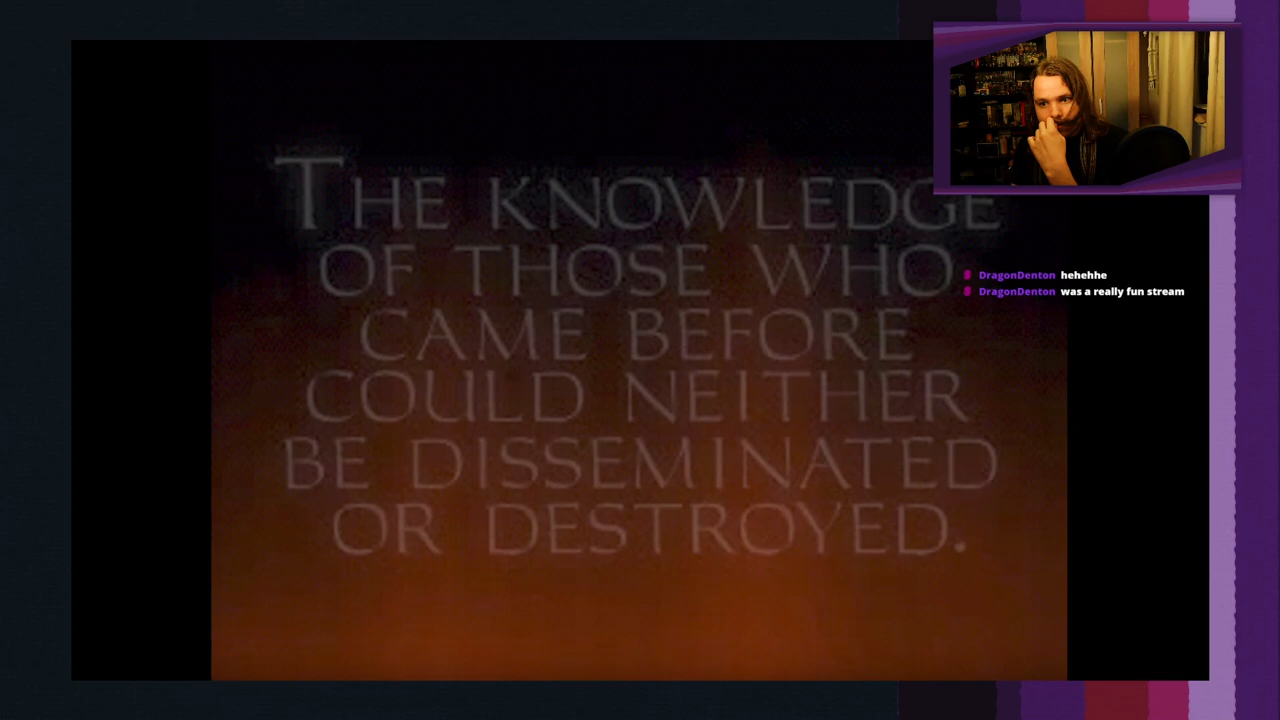 THE KNOWLEDGE
OF THOSE WHO
CAME BEFORE
COULD NEITHER
BE DISSEMINATED
OR DESTROYED.
DragonDenton hehehhe
DragonDenton was a really fun stream